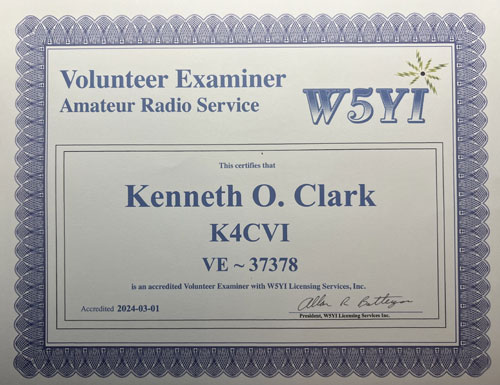 Volunteer Examiner
Amateur Radio Service
W5YI
This certifies that
Kenneth O. Clark
K4CVI
VE ~ 37378
is an accredited Volunteer Examiner with W5YI Licensing Services, Inc.
Accredited 2024-03-01
President, W5YI Licensing Services Inc.